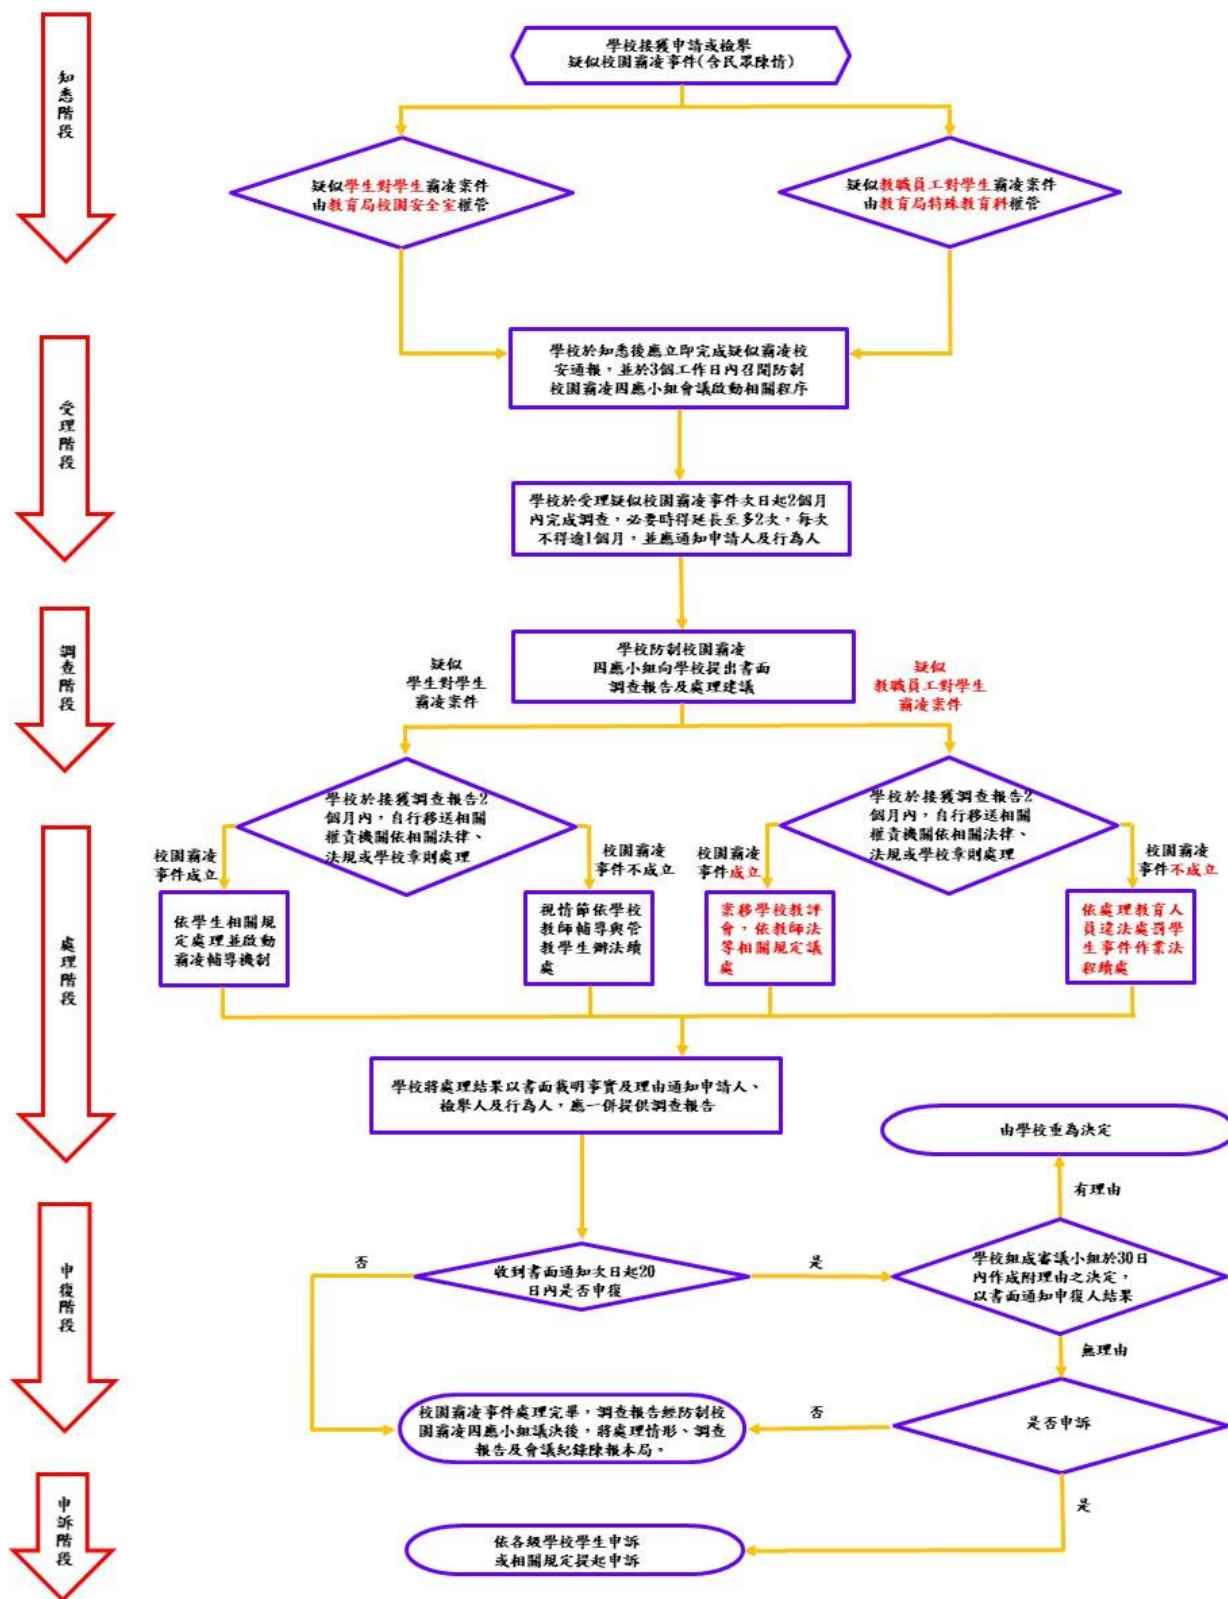 知悉階段
學校接獲申請或檢舉
疑似校園霸凌事件(含民眾陳情)
疑似學生對學生霸凌案件
由教育局校園安全室權管
疑似教職員工對學生霸凌案件
由教育局特殊教育科權管
受理階段
學校於知悉後應立即完成疑似霸凌校
安通報，並於3個工作日內召開防制
校園霸凌因應小組會議啟動相關程序
學校於受理疑似校園霸凌事件次日起2個月
內完成調查，必要時得延長至多2次，每次
不得逾1個月，並應通知申請人及行為人
調查階段
學校防制校園霸凌
因應小組向學校提出書面
調查報告及處理建議
疑似
學生對學生
霸凌案件
疑似
教職員工對學生
霸凌案件
處理階段
學校於接獲調查報告2
個月內，自行移送相關
權責機關依相關法律、
法規或學校章則處理
學校於接獲調查報告2
個月內，自行移送相關
權責機關依相關法律、
法規或學校章則處理
校園霸凌
事件成立
校園霸凌
事件不成立
校園霸凌
事件成立
校園霸凌
事件不成立
依學生相關規
定處理並啟動
霸凌輔導機制
視情節依學校
教師輔導與管
教學生辦法續
處
案移學校教評
會，依教師法
等相關規定議
處
依處理教育人
員違法處罰學
生事件作業法
程續處
學校將處理結果以書面載明事實及理由通知申請人、
檢舉人及行為人，應一併提供調查報告
由學校重為決定
有理由
申復階段
否
收到書面通知次日起20
日內是否申復
是
學校組成審議小組於30日
內作成附理由之決定，
以書面通知申復人結果
無理由
校園霸凌事件處理完畢，調查報告經防制校
園霸凌因應小組議決後，將處理情形、調查
報告及會議紀錄陳報本局。
否
是否申訴
是
申訴階段
依各級學校學生申訴
或相關規定提起申訴